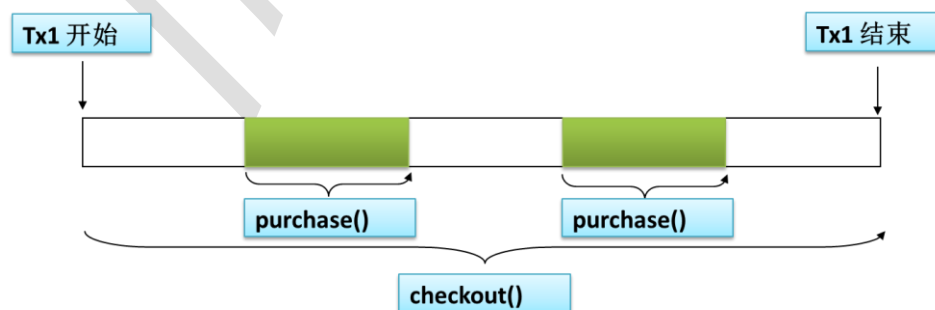 Tx1 开始
Tx1 结束
purchase()
purchase()
checkout()